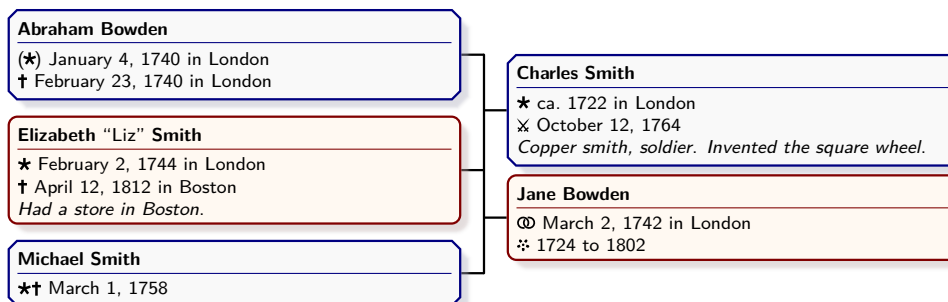 Abraham Bowden
(★) January 4, 1740 in London
✝ February 23, 1740 in London
Elizabeth “Liz” Smith
★ February 2, 1744 in London
✝ April 12, 1812 in Boston
Had a store in Boston.
Michael Smith
★✝ March 1, 1758
Charles Smith
★ ca. 1722 in London
⚔ October 12, 1764
Copper smith, soldier. Invented the square wheel.
Jane Bowden
⚭ March 2, 1742 in London
⁘ 1724 to 1802